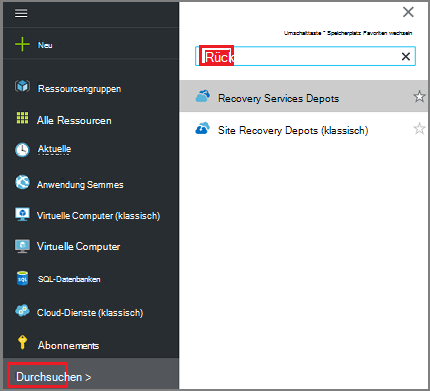 Neu
Ressourcengruppen
Alle Ressourcen
Aktuelle
Anwendung Semmes
Virtuelle Computer (klassisch)
Virtuelle Computer
SQL-Datenbanken
Cloud-Dienste (klassisch)
Abonnements
Durchsuchen >
Umschalttaste * Speicherplatz Favoriten wechseln
Rück
Recovery Services Depots
Site Recovery Depots (klassisch)